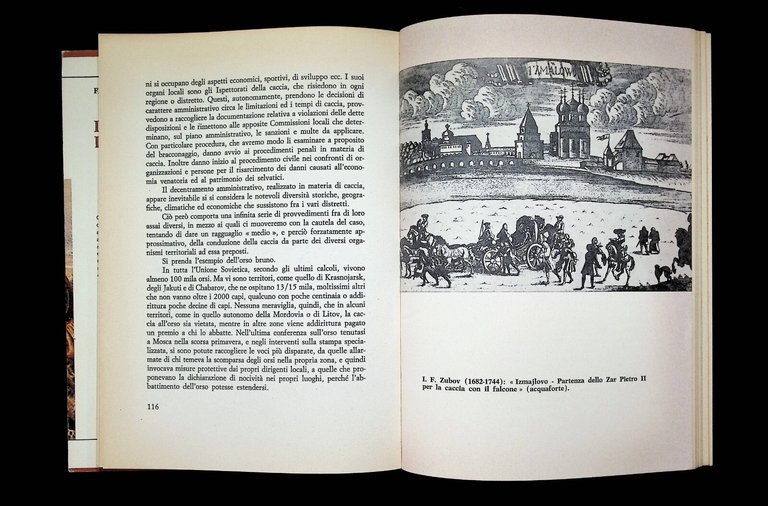 ni si occupano degli aspetti economici, sportivi, di sviluppo ecc. I suoi
organi locali sono gli Ispettorati della caccia, che risiedono in ogni
regione o distretto. Questi, autonomamente, prendono le decisioni di
carattere amministrativo circa le limitazioni ed i tempi di caccia, prov-
vedono a raccogliere la documentazione relativa a violazioni delle dette
disposizioni e le rimettono alle apposite Commissioni locali che deter-
minano, sul piano amministrativo, le sanzioni e multe da applicare.
Con particolare procedura, che avremo modo li esaminare a proposito
del bracconaggio, danno avvio ai procedimenti penali in materia di
caccia. Inoltre danno inizio al procedimento civile nei confronti di or-
ganizzazioni e persone per il risarcimento dei danni causati all'econo-
mia venatoria ed al patrimonio dei selvatici.
Il decentramento amministrativo, realizzato in materia di caccia,
appare inevitabile si si considerano le notevoli diversità storiche, geogra-
fiche, climatiche ed economiche che sussistono fra i vari distretti.
Ciò però comporta una infinita serie di provvedimenti fra di loro
assai diversi, in mezzo ai quali ci muoveremo con la cautela del caso,
tentando di dare un ragguaglio « medio », e perciò forzatamente ap-
prossimativo, della conduzione della caccia da parte dei diversi orga-
nismi territoriali ad essa preposti.
Si prenda l'esempio dell'orso bruno.
In tutta l'Unione Sovietica, secondo gli ultimi calcoli, vivono
almeno 100 mila orsi. Ma vi sono territori, come quello di Krasnojarsk,
degli Jakuti e di Chabarov, che ne ospitano 13/15 mila, moltissimi altri
che non vanno oltre i 2000 capi, qualcuno con poche centinaia o addi-
rittura poche decine di capi. Nessuna meraviglia, quindi, che in alcuni
territori, come in quello autonomo della Mordovia o di Litov, la cac-
cia all'orso sia vietata, mentre in altre zone viene addirittura pagato
un premio a chi lo abbatte. Nell'ultima conferenza sull'orso tenutasi
a Mosca nella scorsa primavera, e negli interventi sulla stampa specia-
lizzata, si sono potute raccogliere le voci più disparate, da quelle allar-
mate di chi temeva la scomparsa degli orsi nella propria zona, e quindi
invocava misure protettive dai propri dirigenti locali, a quelle che pro-
ponevano la dichiarazione di nocività nei propri luoghi, perché l'ab-
battimento dell'orso potesse estendersi.
116
I. F. Zubov (1682-1744): « Izmajlovo - Partenza dello Zar Pietro II
per la caccia con il falcone » (acquaforte).